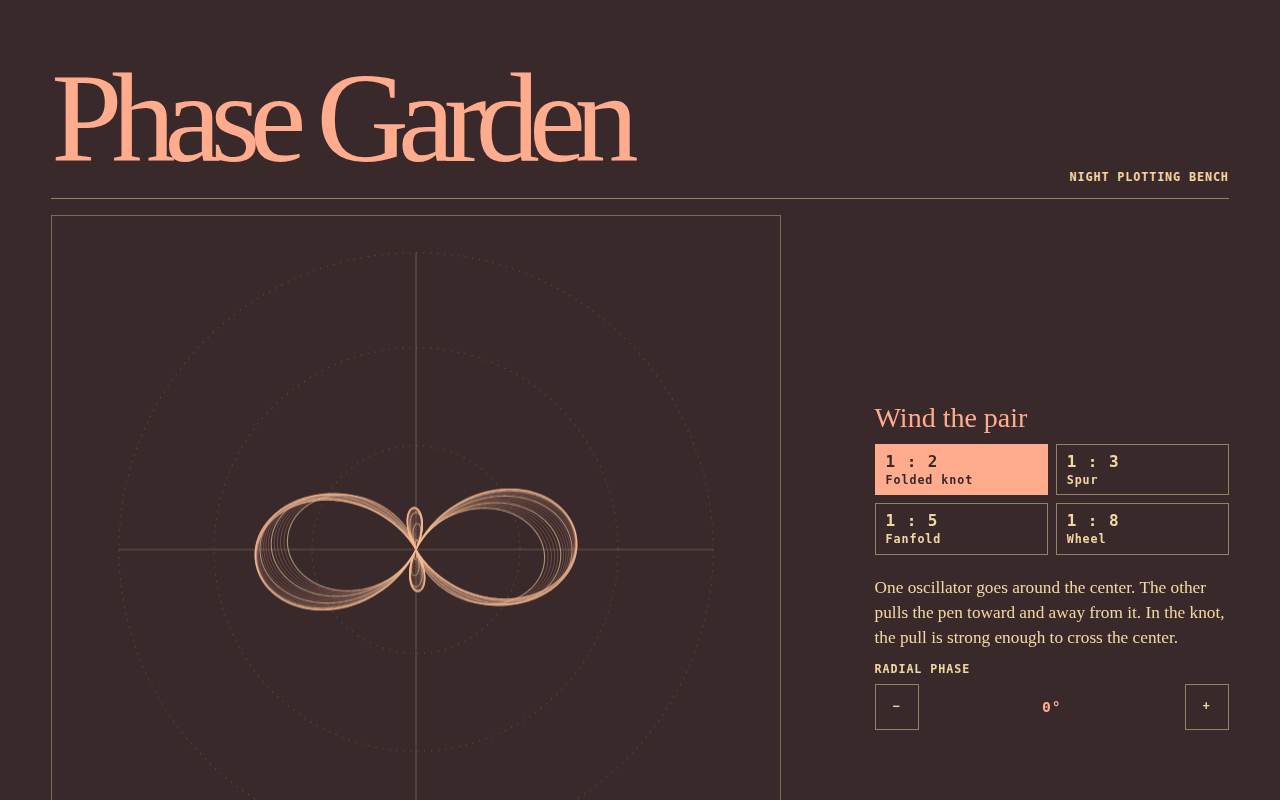 Phase Garden
NIGHT PLOTTING BENCH
Wind the pair
1 : 2
Folded knot
1 : 3
Spur
1 : 5
Fanfold
1 : 8
Wheel
One oscillator goes around the center. The other
pulls the pen toward and away from it. In the knot,
the pull is strong enough to cross the center.
RADIAL PHASE
− 0° +